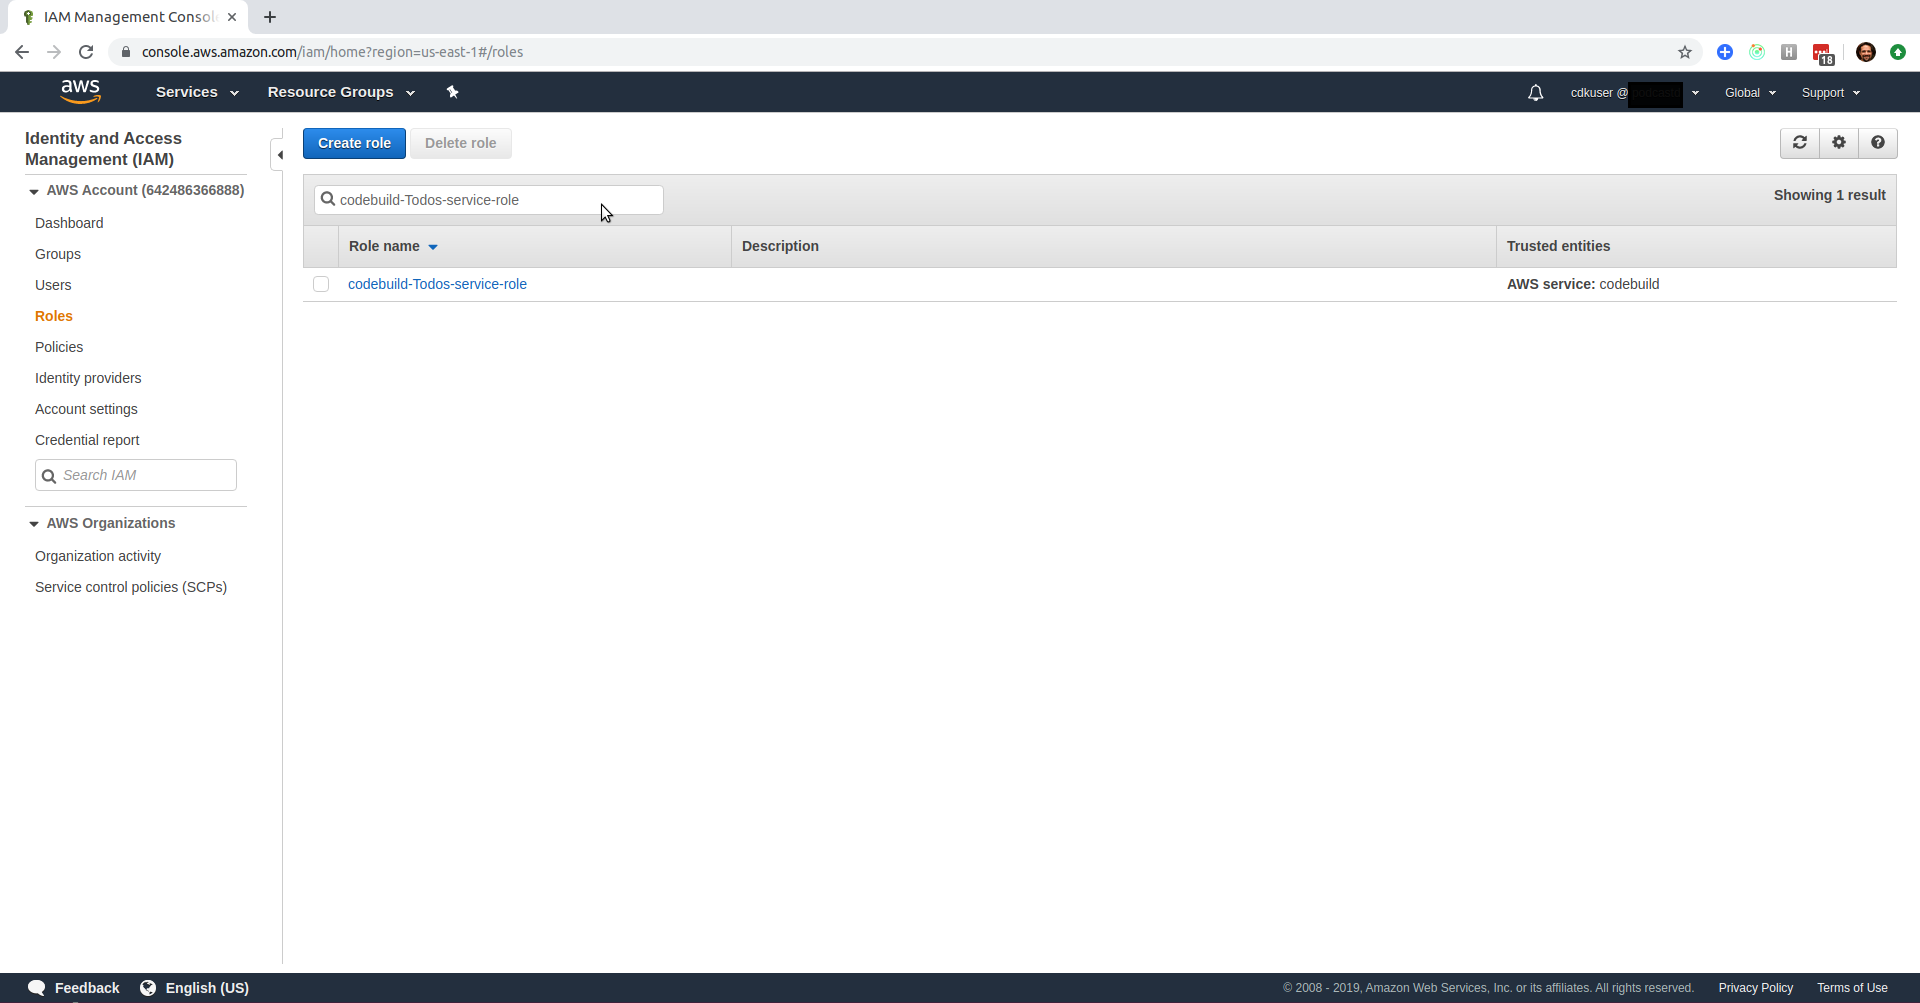 IAM Management Consol
console.aws.amazon.com/iam/home?region=us-east-1#/roles
H
18
aws
Services
Resource Groups
cdkuser @
Global
Support
Identity and Access
Management (IAM)
AWS Account (642486366888)
Dashboard
Groups
Users
Roles
Policies
Identity providers
Account settings
Credential report
Search IAM
AWS Organizations
Organization activity
Service control policies (SCPs)
Create role
Delete role
codebuild-Todos-service-role
Showing 1 result
Role name
Description
Trusted entities
codebuild-Todos-service-role
AWS service: codebuild
Feedback
English (US)
© 2008 - 2019, Amazon Web Services, Inc. or its affiliates. All rights reserved.
Privacy Policy
Terms of Use